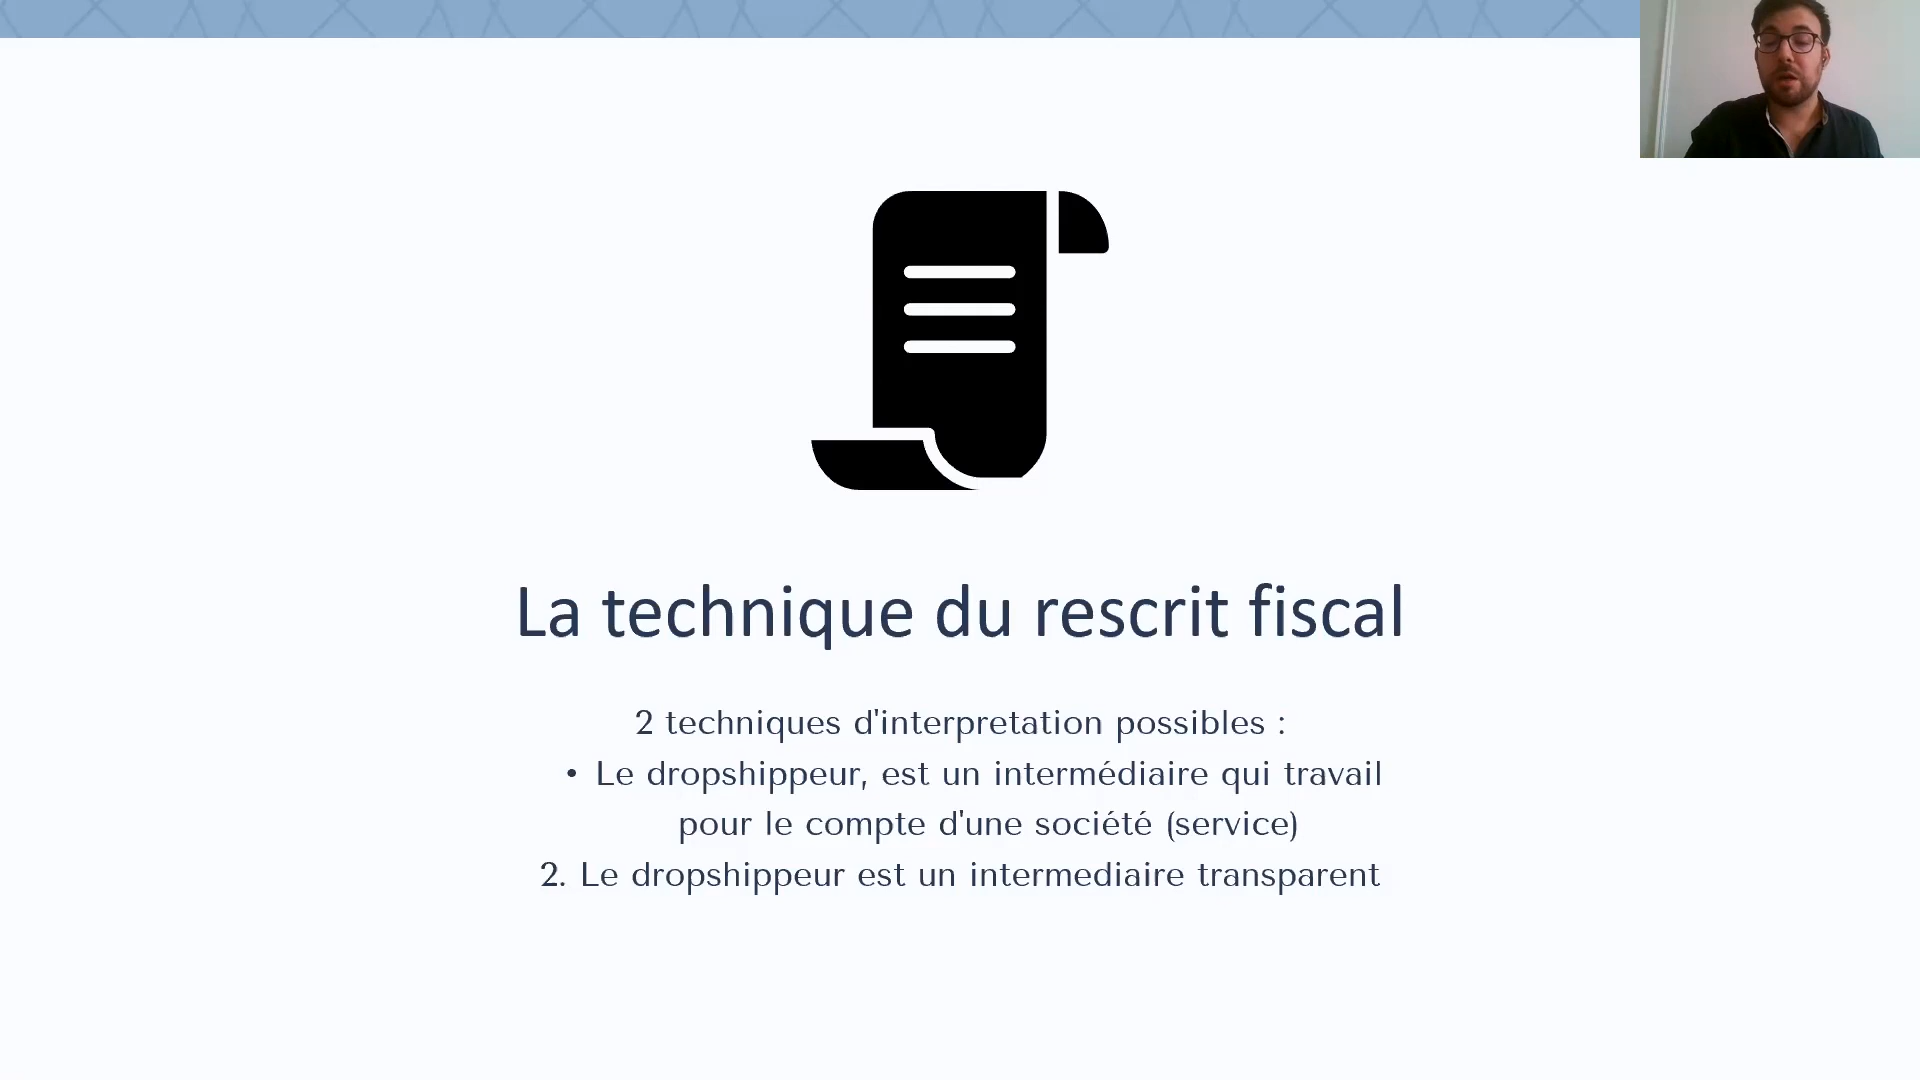 La technique du rescrit fiscal
2 techniques d'interpretation possibles :
• Le dropshippeur, est un intermédiaire qui travail
pour le compte d'une société (service)
2. Le dropshippeur est un intermediaire transparent